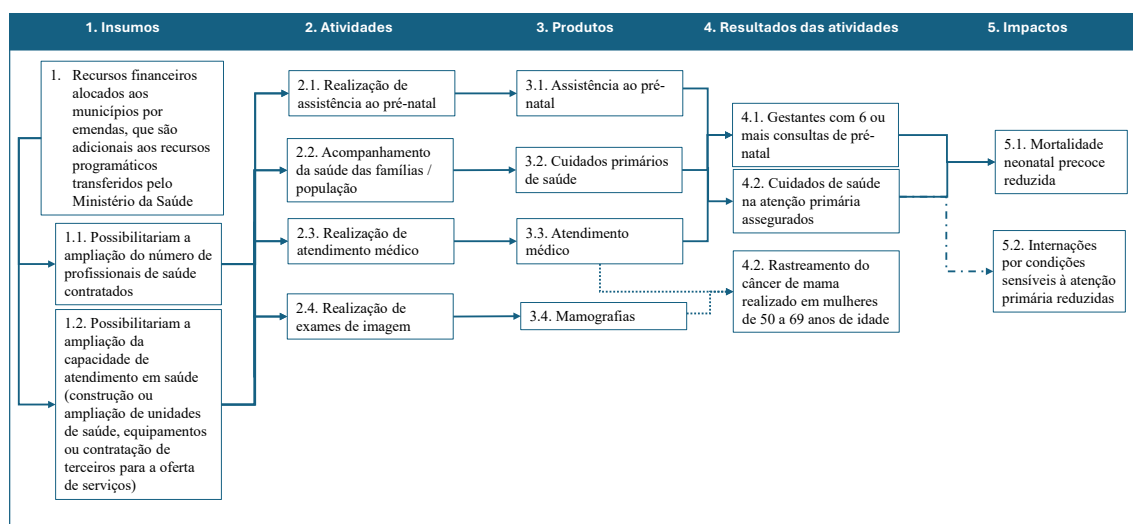 1. Insumos
2. Atividades
3. Produtos
4. Resultados das atividades
5. Impactos
1. Recursos financeiros
alocados aos
municípios por
emendas, que são
adicionais aos recursos
programáticos
transferidos pelo
Ministério da Saúde
1.1. Possibilitariam a
ampliação do número de
profissionais de saúde
contratados
1.2. Possibilitariam a
ampliação da
capacidade de
atendimento em saúde
(construção ou
ampliação de unidades
de saúde, equipamentos
ou contratação de
terceiros para a oferta
de serviços)
2.1. Realização de
assistência ao pré-natal
2.2. Acompanhamento
da saúde das famílias /
população
2.3. Realização de
atendimento médico
2.4. Realização de
exames de imagem
3.1. Assistência ao pré-
natal
3.2. Cuidados primários
de saúde
3.3. Atendimento
médico
3.4. Mamografias
4.1. Gestantes com 6 ou
mais consultas de pré-
natal
4.2. Cuidados de saúde
na atenção primária
assegurados
4.2. Rastreamento do
câncer de mama
realizado em mulheres
de 50 a 69 anos de idade
5.1. Mortalidade
neonatal precoce
reduzida
5.2. Internações
por condições
sensíveis à atenção
primária reduzidas